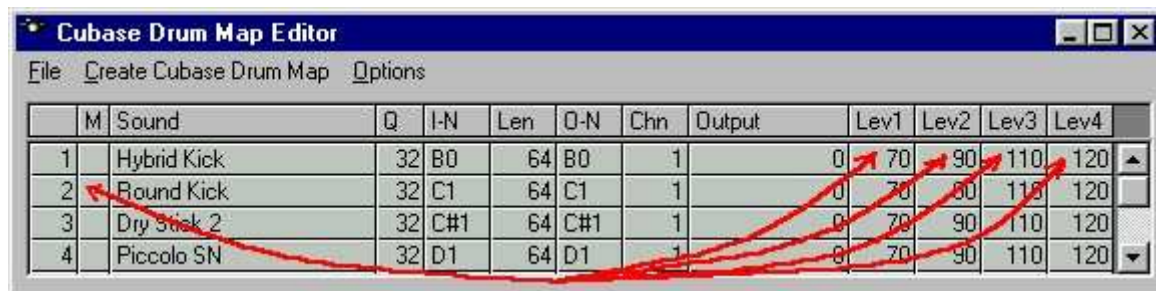 Cubase Drum Map Editor
File Create Cubase Drum Map Options
M Sound Q I-N Len O-N Chn Output Lev1 Lev2 Lev3 Lev4
1 Hybrid Kick 32 B0 64 B0 1 0 70 90 110 120
2 Round Kick 32 C1 64 C1 1 0 70 90 110 120
3 Dry Stick 2 32 C#1 64 C#1 1 0 70 90 110 120
4 Piccolo SN 32 D1 64 D1 1 0 70 90 110 120